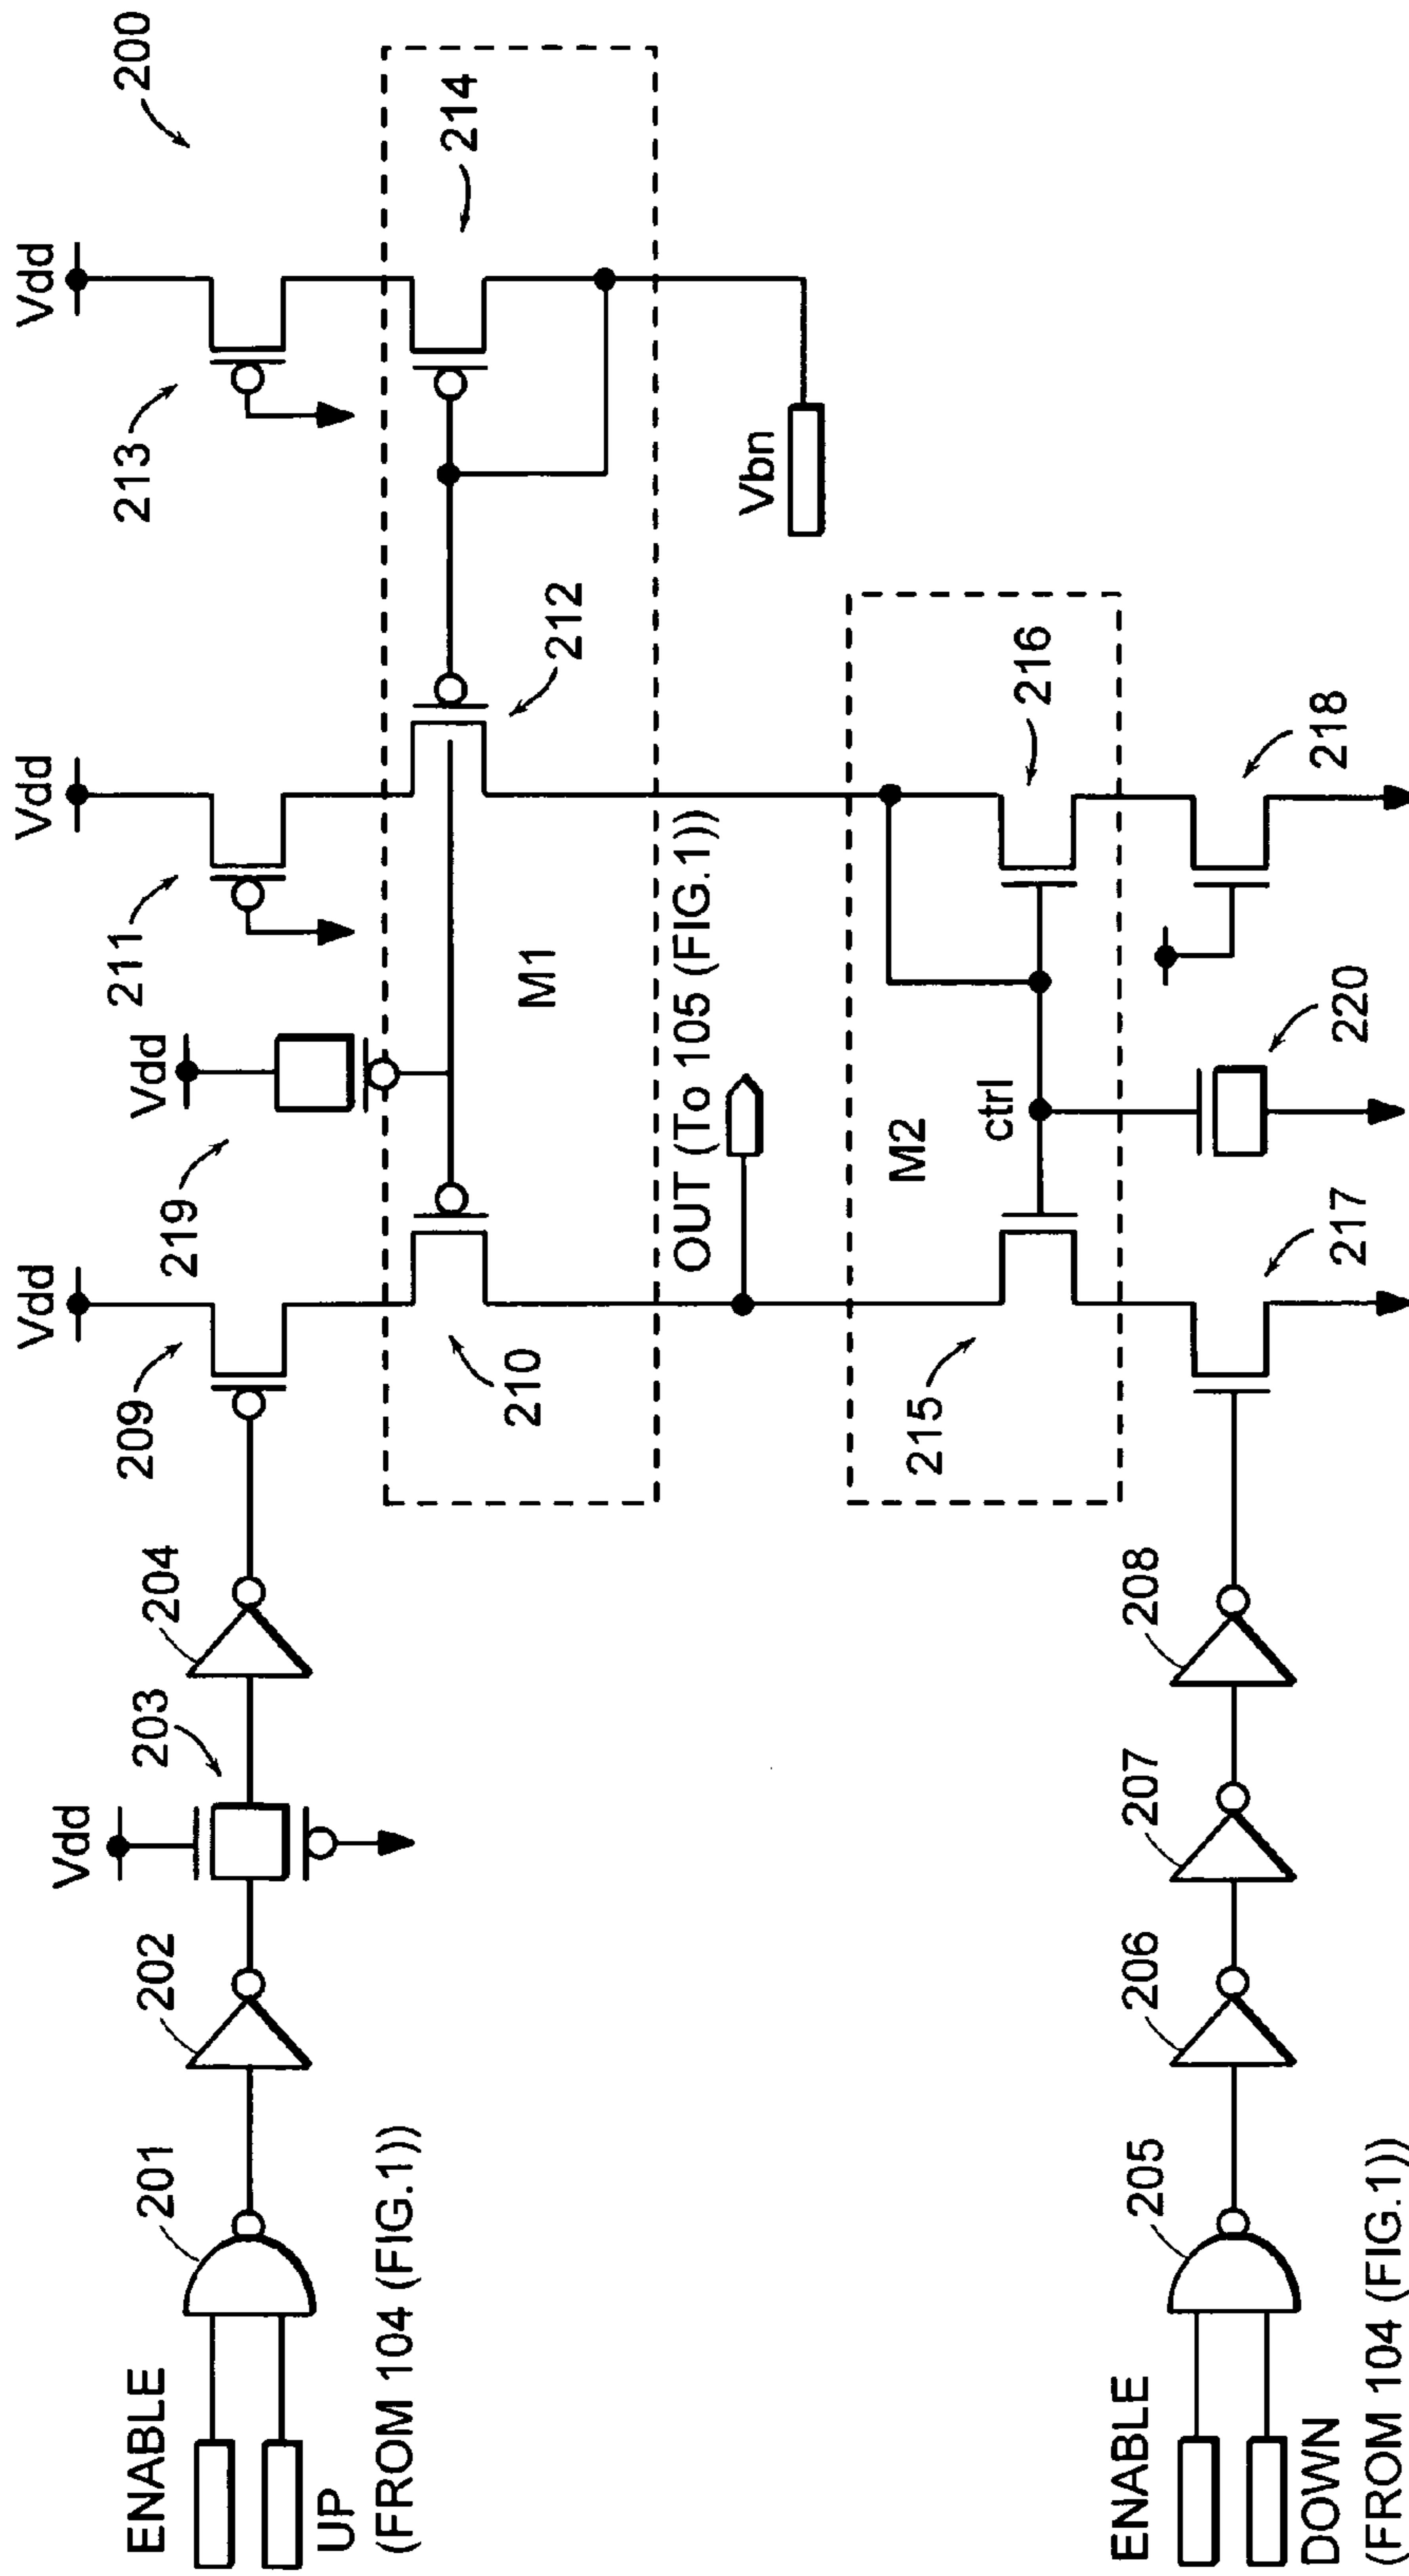 200
Vdd
Vdd
Vdd
Vdd
Vdd
213
214
211
219
209
212
210
M1
204
203
202
201
ENABLE
UP
(FROM 104 (FIG.1))
OUT (To 105 (FIG.1))
Vbn
M2
ctrl
215
216
217
218
220
208
207
206
205
ENABLE
DOWN
(FROM 104 (FIG.1))